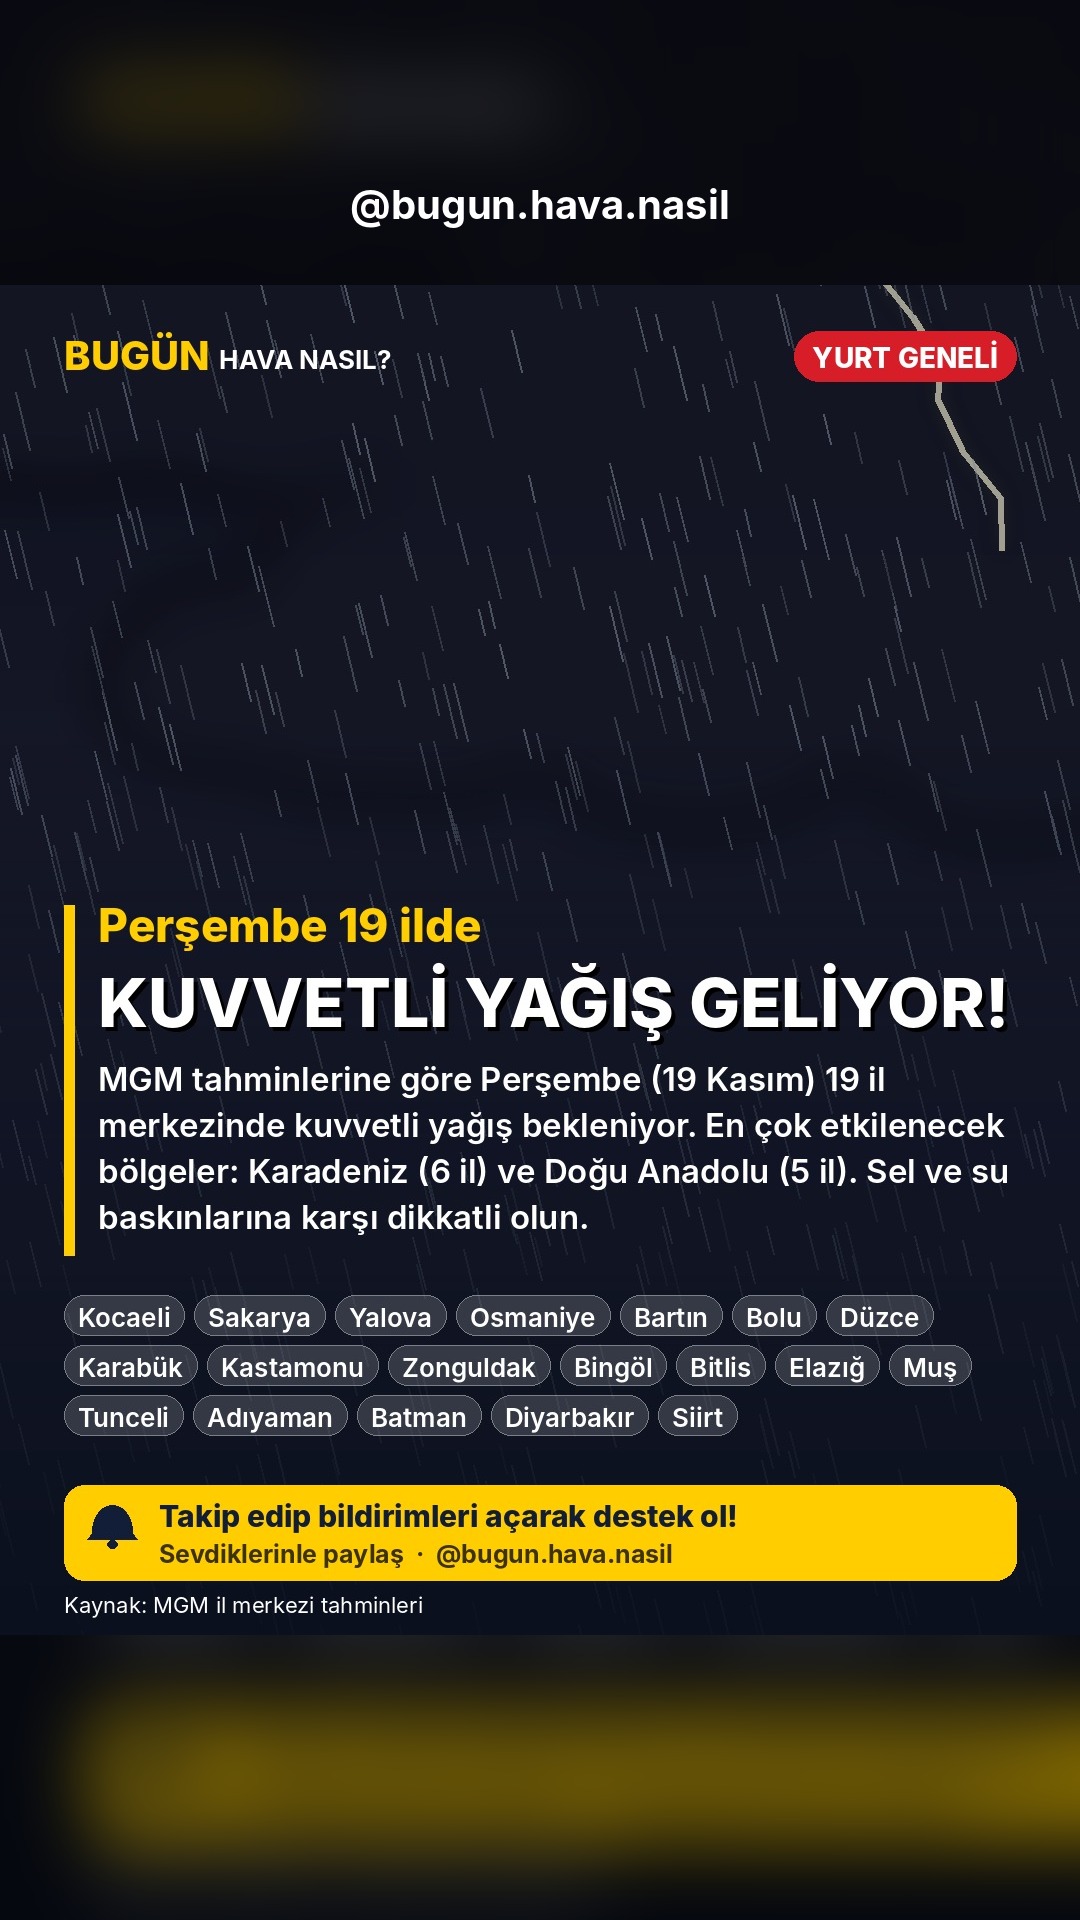 @bugun.hava.nasil
BUGÜN HAVA NASIL?
YURT GENELİ
Perşembe 19 ilde
KUVVETLİ YAĞIŞ GELİYOR!
MGM tahminlerine göre Perşembe (19 Kasım) 19 il
merkezinde kuvvetli yağış bekleniyor. En çok etkilenecek
bölgeler: Karadeniz (6 il) ve Doğu Anadolu (5 il). Sel ve su
baskınlarına karşı dikkatli olun.
Kocaeli Sakarya Yalova Osmaniye Bartın Bolu Düzce
Karabük Kastamonu Zonguldak Bingöl Bitlis Elazığ Muş
Tunceli Adıyaman Batman Diyarbakır Siirt
Takip edip bildirimleri açarak destek ol!
Sevdiklerinle paylaş · @bugun.hava.nasil
Kaynak: MGM il merkezi tahminleri